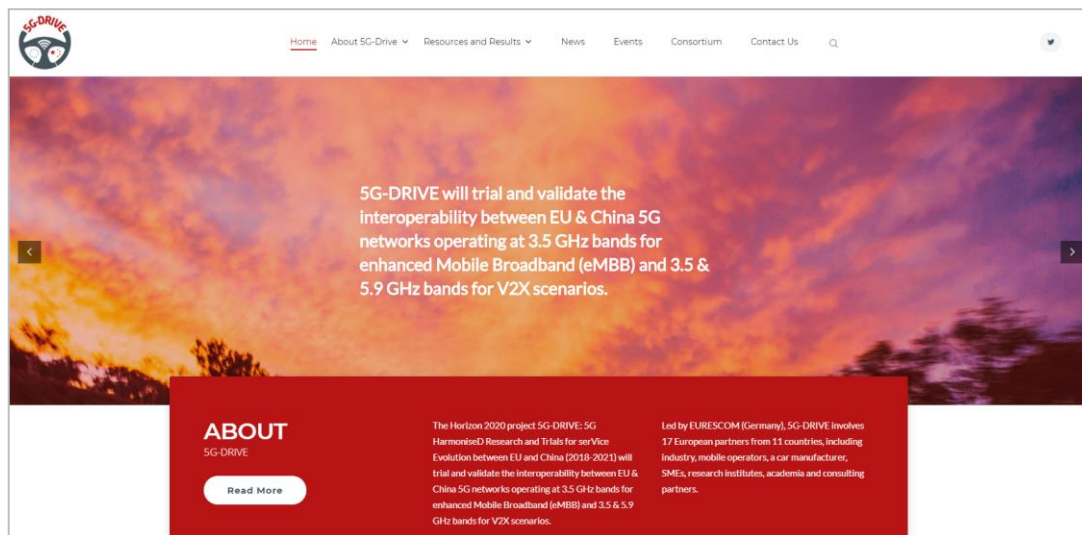 5G-DRIVE
Home About 5G-Drive Resources and Results News Events Consortium Contact Us
5G-DRIVE will trial and validate the
interoperability between EU & China 5G
networks operating at 3.5 GHz bands for
enhanced Mobile Broadband (eMBB) and 3.5 &
5.9 GHz bands for V2X scenarios.
ABOUT
5G-DRIVE
Read More
The Horizon 2020 project 5G-DRIVE: 5G
HarmoniseD Research and TrIals for serVice
Evolution between EU and China (2018-2021) will
trial and validate the interoperability between EU &
China 5G networks operating at 3.5 GHz bands for
enhanced Mobile Broadband (eMBB) and 3.5 & 5.9
GHz bands for V2X scenarios.
Led by EURESCOM (Germany), 5G-DRIVE involves
17 European partners from 11 countries, including
industry, mobile operators, a car manufacturer,
SMEs, research institutes, academia and consulting
partners.